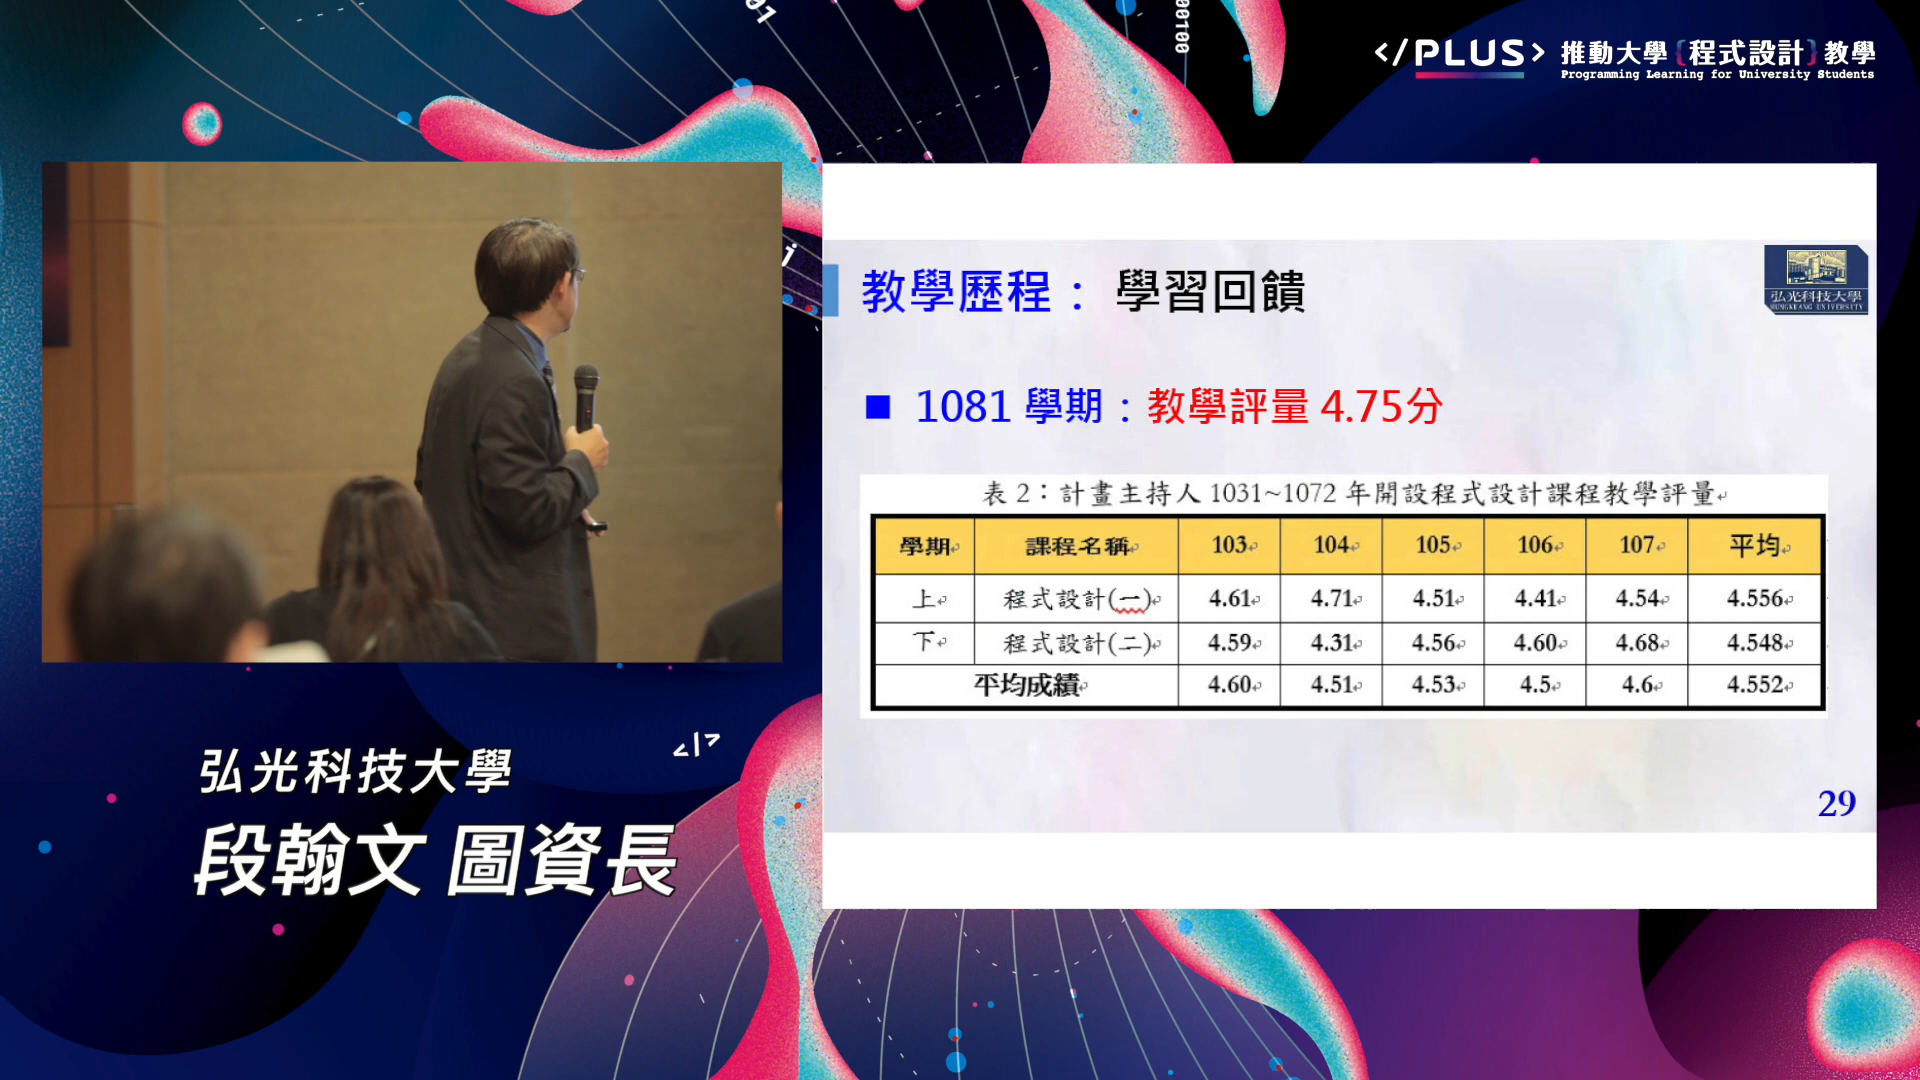 01
00100
</PLUS> 推動大學{程式設計}教學
Programming Learning for University Students
i
教學歷程： 學習回饋
弘光科技大學
HUNGKUANG UNIVERSITY
1081 學期：教學評量 4.75分
表 2：計畫主持人 1031~1072 年開設程式設計課程教學評量
學期 課程名稱 103 104 105 106 107 平均
上 程式設計(一) 4.61 4.71 4.51 4.41 4.54 4.556
下 程式設計(二) 4.59 4.31 4.56 4.60 4.68 4.548
平均成績 4.60 4.51 4.53 4.5 4.6 4.552
29
</>
弘光科技大學
段翰文 圖資長